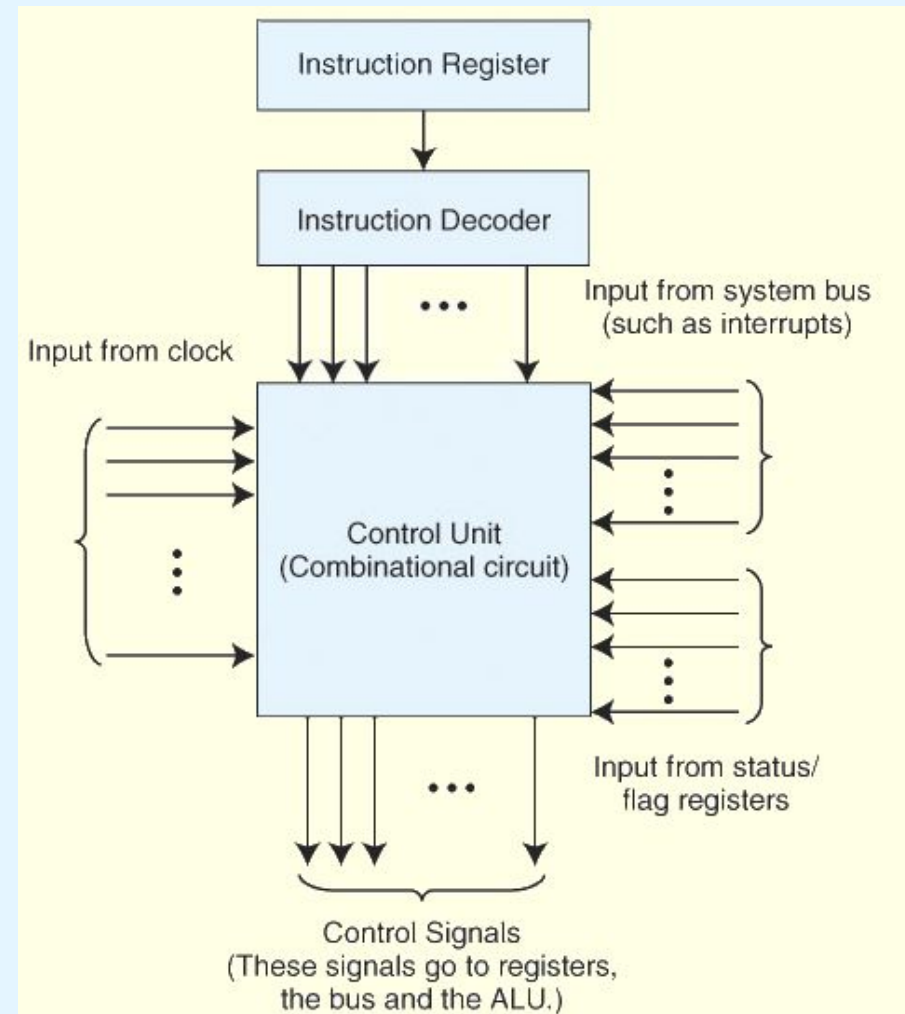 Instruction Register
Instruction Decoder
Input from system bus
(such as interrupts)
Input from clock
Control Unit
(Combinational circuit)
Input from status/
flag registers
Control Signals
(These signals go to registers,
the bus and the ALU.)